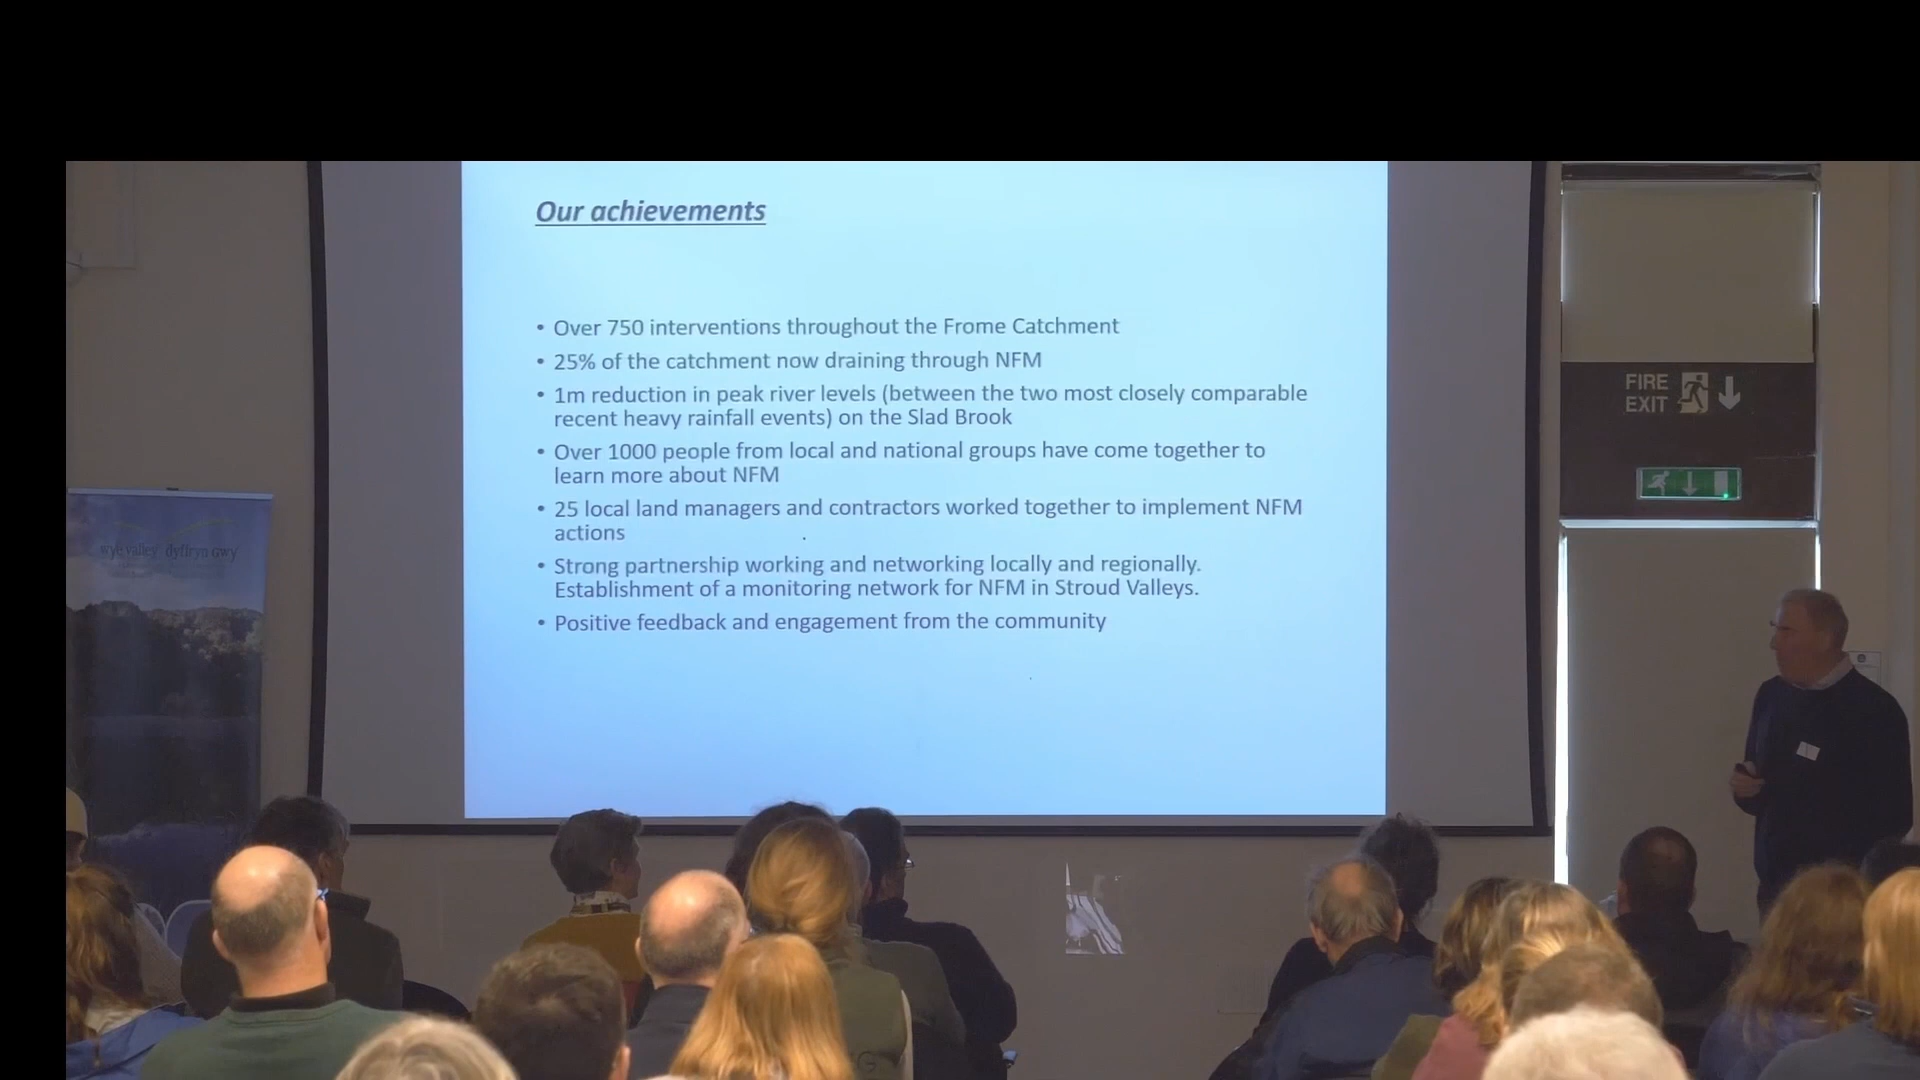 Our achievements
• Over 750 interventions throughout the Frome Catchment
• 25% of the catchment now draining through NFM
• 1m reduction in peak river levels (between the two most closely comparable
recent heavy rainfall events) on the Slad Brook
• Over 1000 people from local and national groups have come together to
learn more about NFM
• 25 local land managers and contractors worked together to implement NFM
actions
• Strong partnership working and networking locally and regionally.
Establishment of a monitoring network for NFM in Stroud Valleys.
• Positive feedback and engagement from the community
FIRE
EXIT
wye valley dyffryn gwy